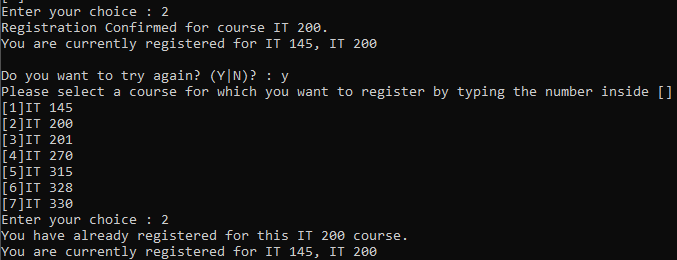 Enter your choice : 2
Registration Confirmed for course IT 200.
You are currently registered for IT 145, IT 200
Do you want to try again? (Y|N)? : y
Please select a course for which you want to register by typing the number inside []
[1]IT 145
[2]IT 200
[3]IT 201
[4]IT 270
[5]IT 315
[6]IT 328
[7]IT 330
Enter your choice : 2
You have already registered for this IT 200 course.
You are currently registered for IT 145, IT 200